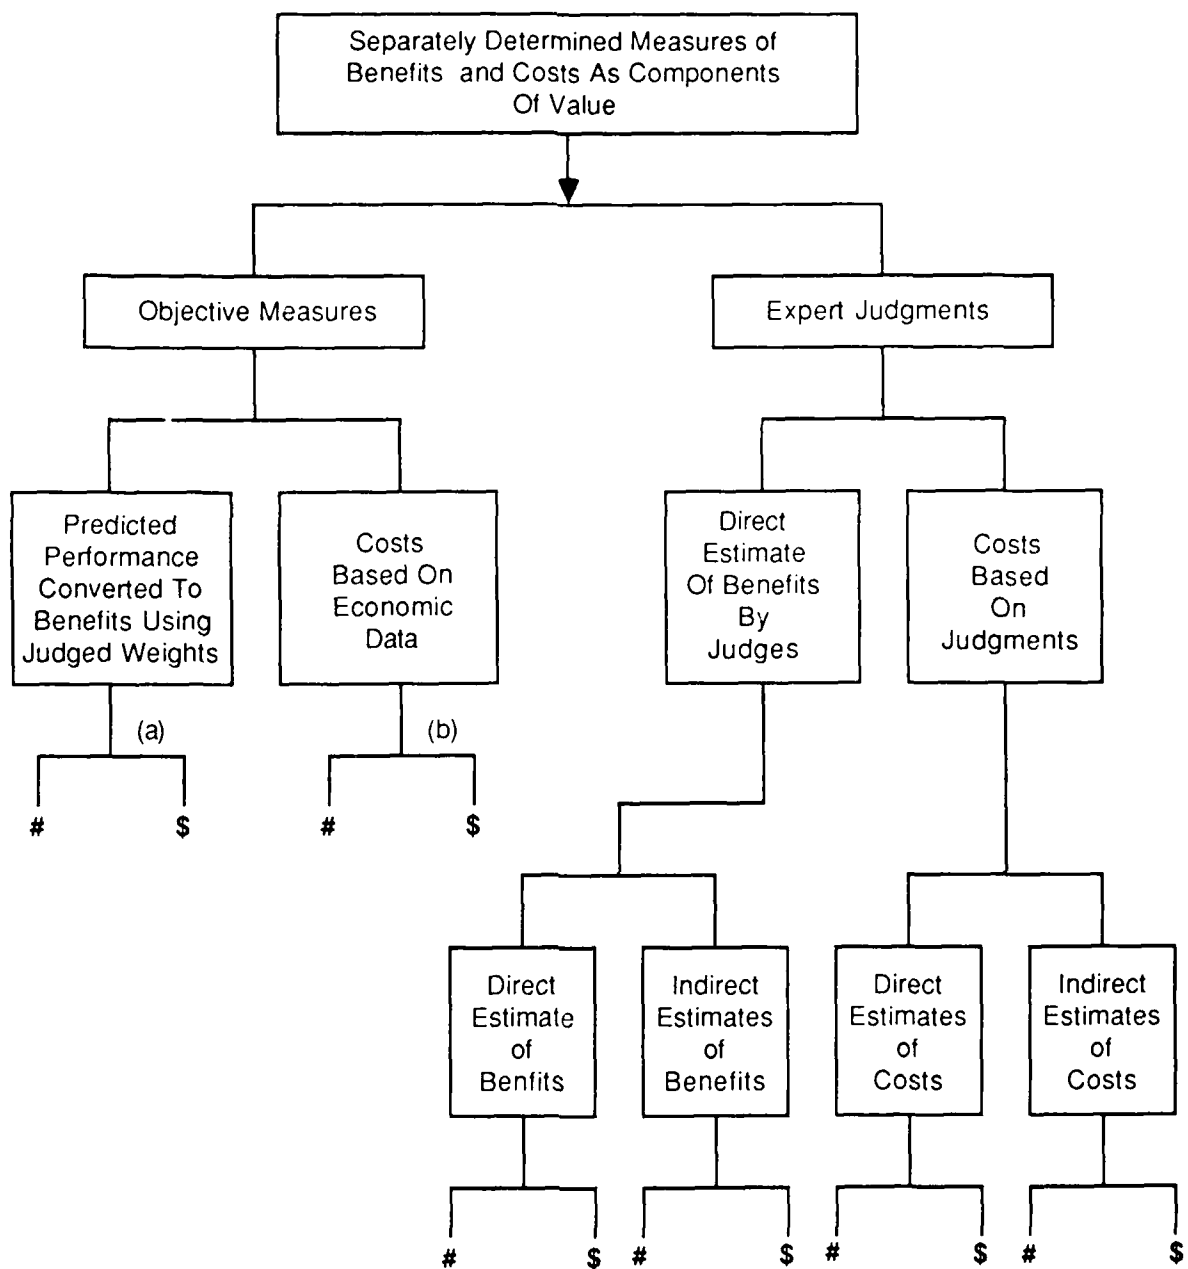 Separately Determined Measures of
Benefits and Costs As Components
Of Value
Objective Measures
Expert Judgments
Predicted
Performance
Converted To
Benefits Using
Judged Weights
Costs
Based On
Economic
Data
Direct
Estimate
Of Benefits
By
Judges
Costs
Based
On
Judgments
(a)
(b)
# $ # $
Direct
Estimate
of
Benfits
Indirect
Estimates
of
Benefits
Direct
Estimates
of
Costs
Indirect
Estimates
of
Costs
# $ # $ # $ # $